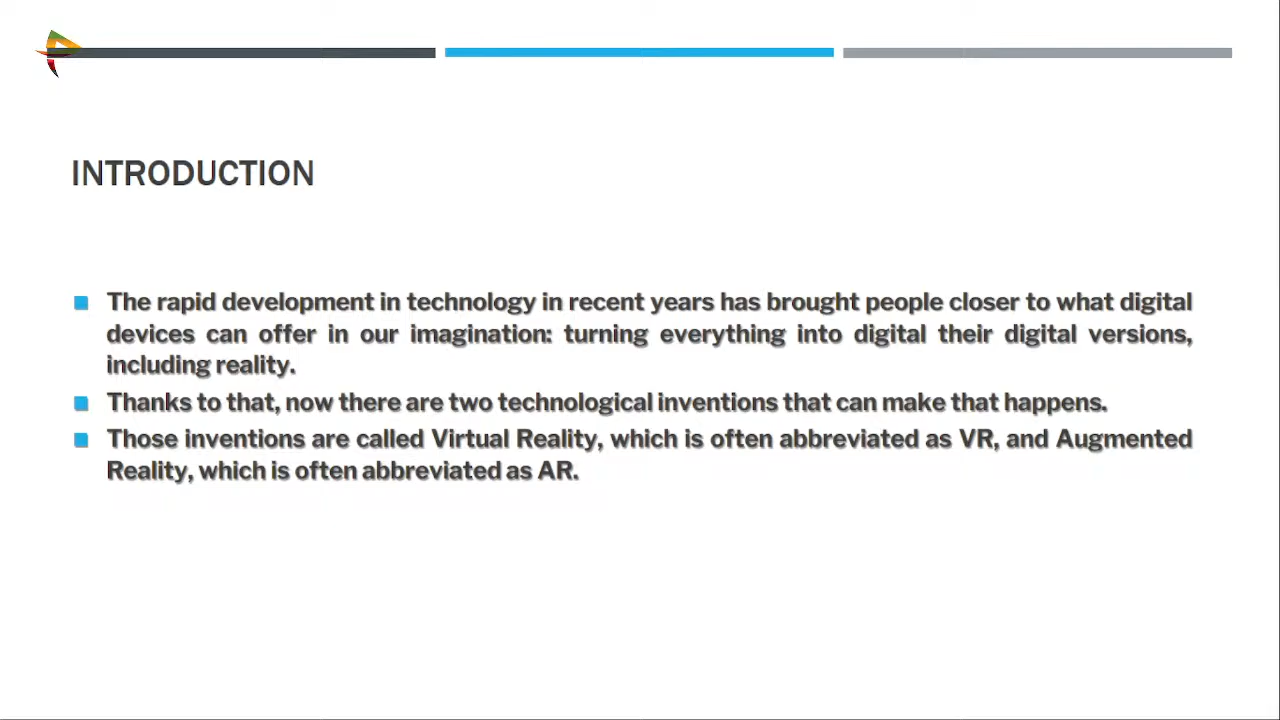 INTRODUCTION
The rapid development in technology in recent years has brought people closer to what digital
devices can offer in our imagination: turning everything into digital their digital versions,
including reality.
Thanks to that, now there are two technological inventions that can make that happens.
Those inventions are called Virtual Reality, which is often abbreviated as VR, and Augmented
Reality, which is often abbreviated as AR.